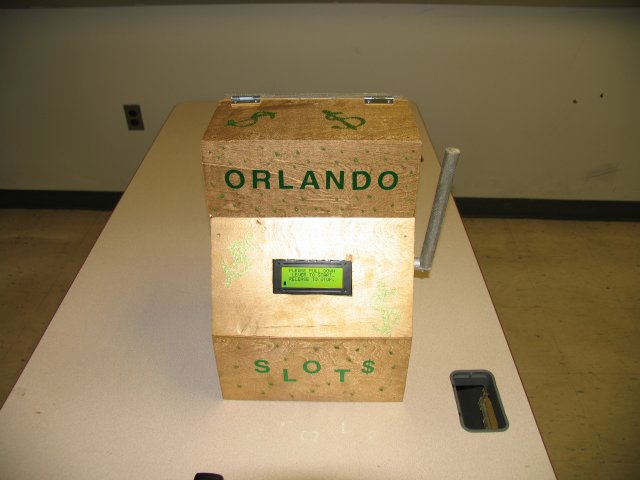 $ $
ORLANDO
PLEASE PULL DOWN
LEVER TO START.
RELEASE TO STOP.
SLOT$